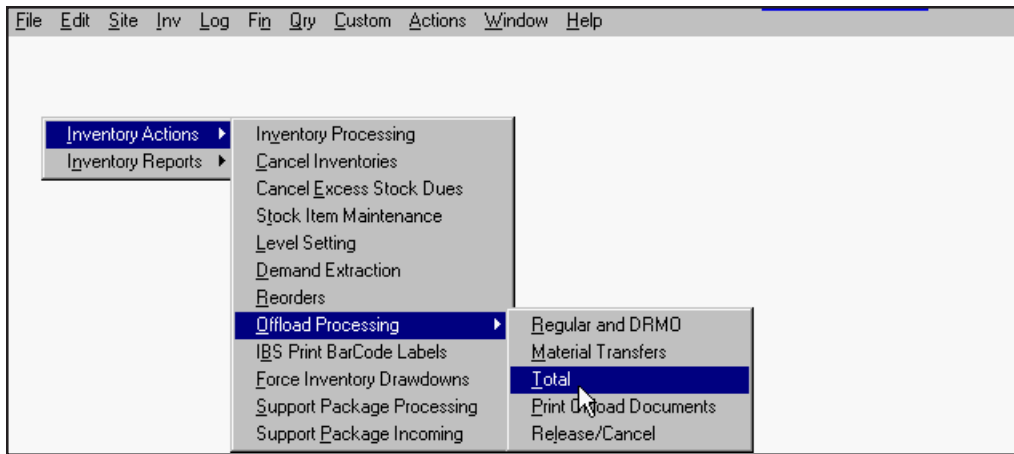 File Edit Site Inv Log Fin Qry Custom Actions Window Help
Inventory Actions
Inventory Reports
Inventory Processing
Cancel Inventories
Cancel Excess Stock Dues
Stock Item Maintenance
Level Setting
Demand Extraction
Reorders
Offload Processing
IBS Print BarCode Labels
Force Inventory Drawdowns
Support Package Processing
Support Package Incoming
Regular and DRMO
Material Transfers
Total
Print Offload Documents
Release/Cancel